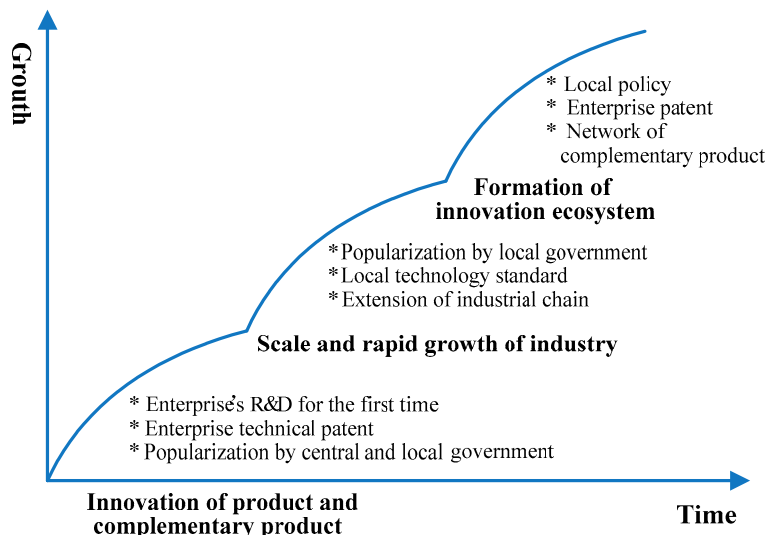 Grouth
* Local policy
* Enterprise patent
* Network of
complementary product
Formation of
innovation ecosystem
* Popularization by local government
* Local technology standard
* Extension of industrial chain
Scale and rapid growth of industry
* Enterprise's R&D for the first time
* Enterprise technical patent
* Popularization by central and local government
Innovation of product and
complementary product
Time